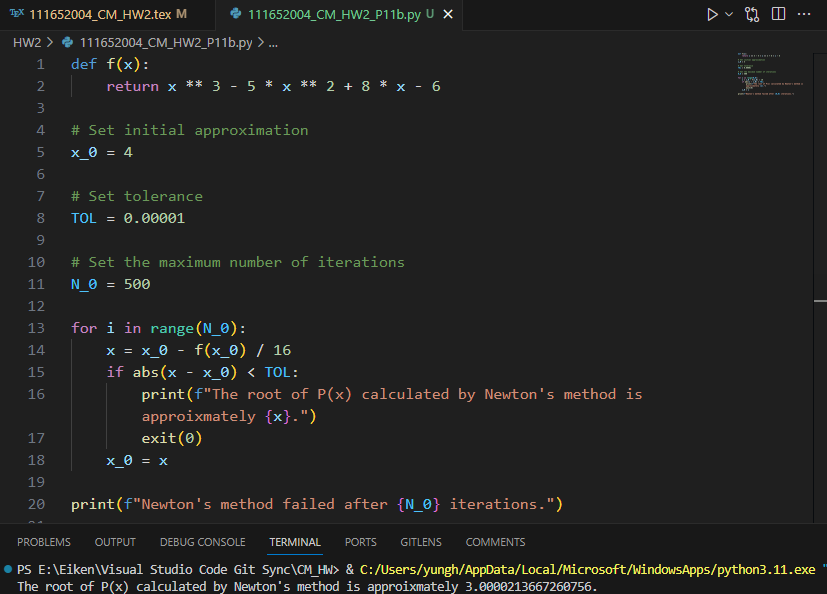 TEX 111652004_CM_HW2.tex M 111652004_CM_HW2_P11b.py U
HW2 > 111652004_CM_HW2_P11b.py > ...
1 def f(x):
2 return x ** 3 - 5 * x ** 2 + 8 * x - 6
3
4 # Set initial approximation
5 x_0 = 4
6
7 # Set tolerance
8 TOL = 0.00001
9
10 # Set the maximum number of iterations
11 N_0 = 500
12
13 for i in range(N_0):
14 x = x_0 - f(x_0) / 16
15 if abs(x - x_0) < TOL:
16 print(f"The root of P(x) calculated by Newton's method is
approixmately {x}.")
17 exit(0)
18 x_0 = x
19
20 print(f"Newton's method failed after {N_0} iterations.")
PROBLEMS OUTPUT DEBUG CONSOLE TERMINAL PORTS GITLENS COMMENTS
PS E:\Eiken\Visual Studio Code Git Sync\CM_HW> & C:/Users/yungh/AppData/Local/Microsoft/WindowsApps/python3.11.exe "
The root of P(x) calculated by Newton's method is approixmately 3.0000213667260756.